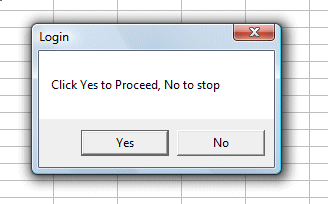 Login
Click Yes to Proceed, No to stop
Yes
No